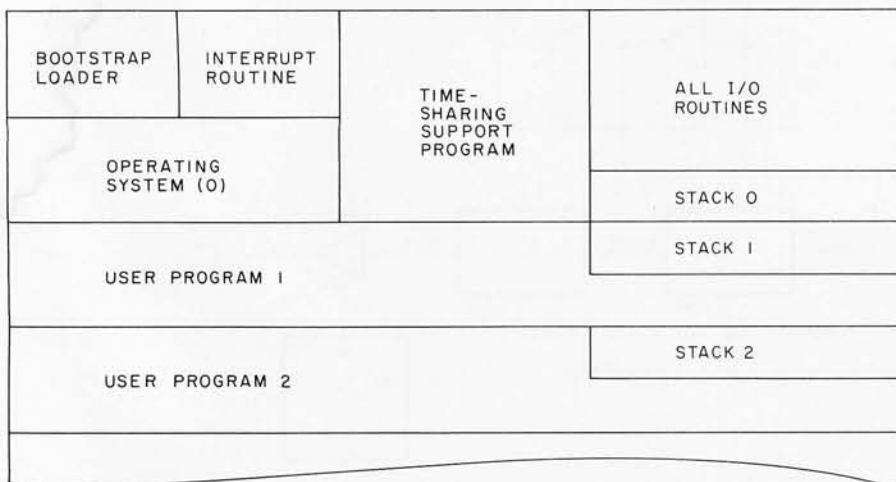 BOOTSTRAP
LOADER
INTERRUPT
ROUTINE
TIME-
SHARING
SUPPORT
PROGRAM
ALL I/O
ROUTINES
OPERATING
SYSTEM (0)
STACK 0
STACK 1
USER PROGRAM 1
STACK 2
USER PROGRAM 2